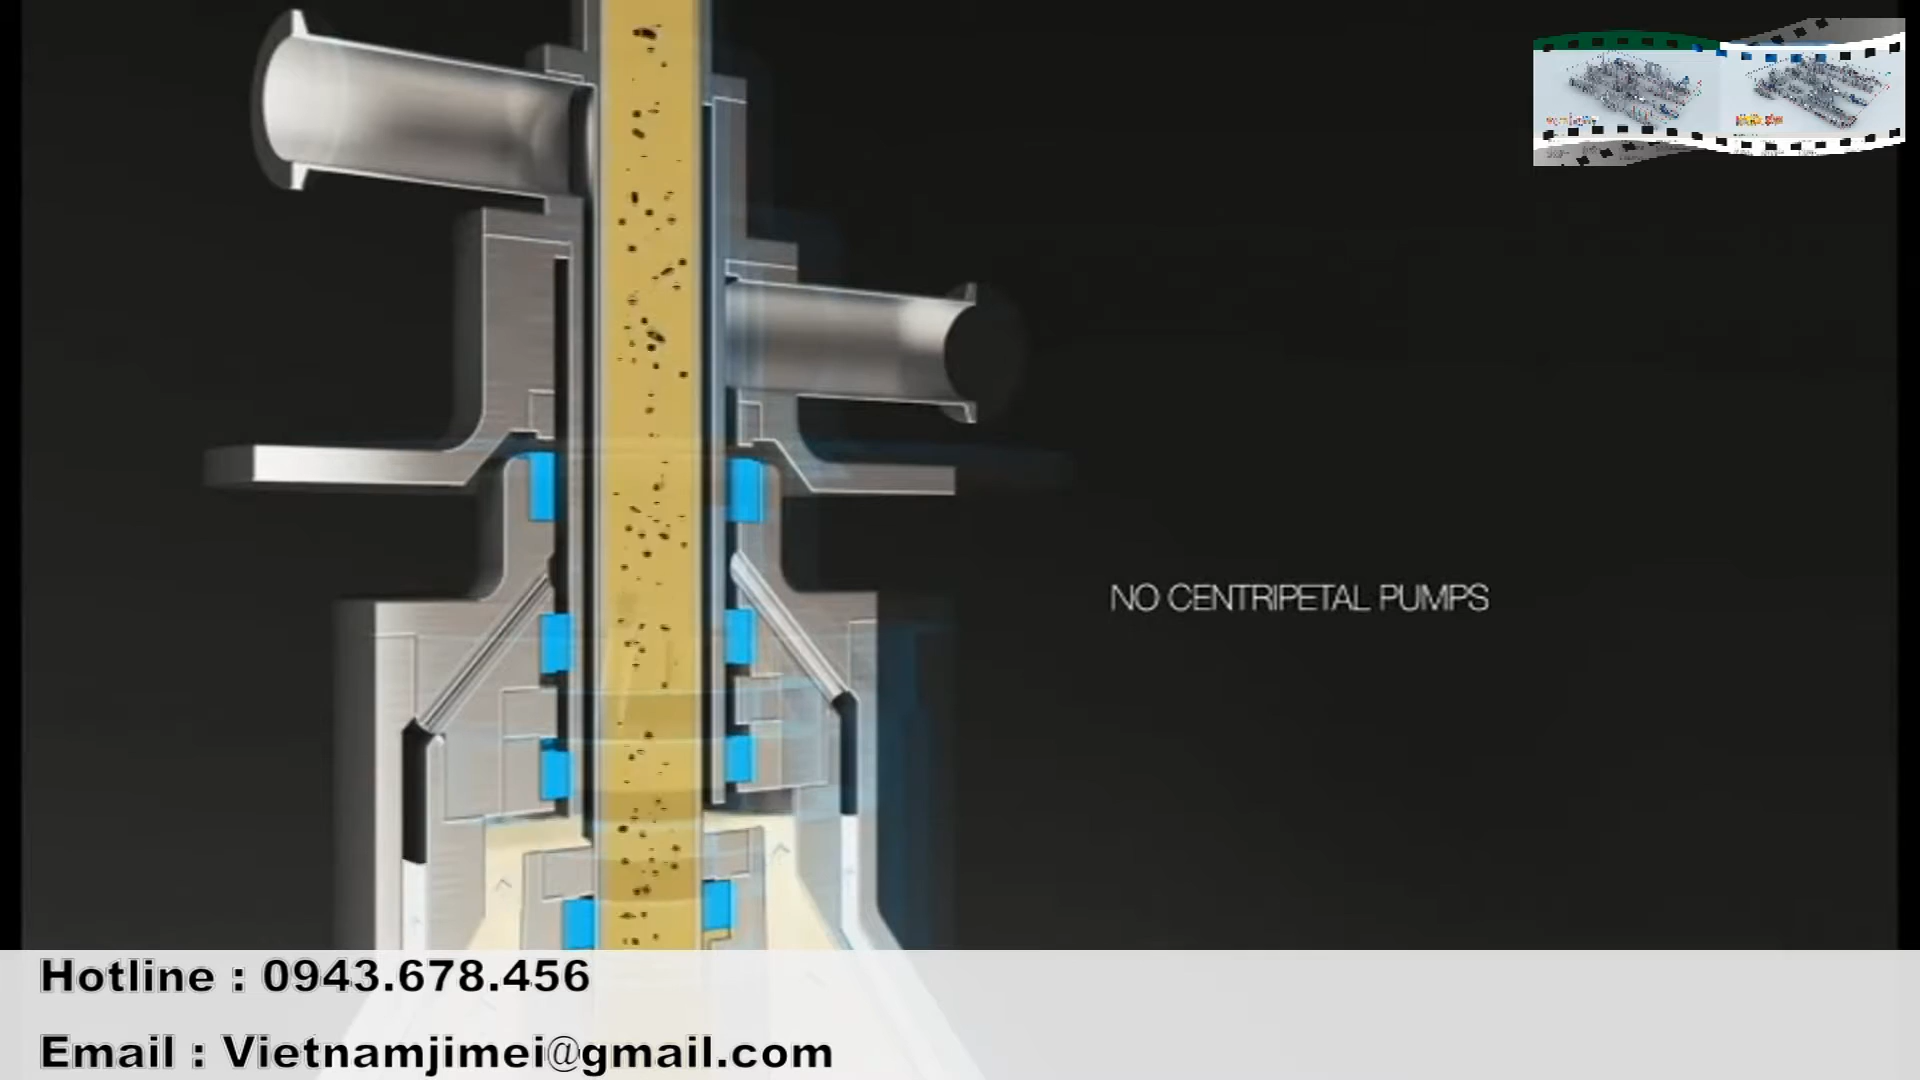 NO CENTRIPETAL PUMPS
Hotline : 0943.678.456
Email : Vietnamjimei@gmail.com